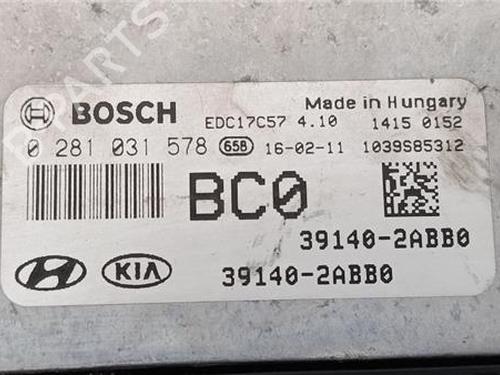 BOSCH
EDC17C57 4.10
Made in Hungary
1415 0152
0 281 031 578 658 16-02-11 1039S85312
BC0
39140-2ABB0
KIA
39140-2ABB0
PARTS